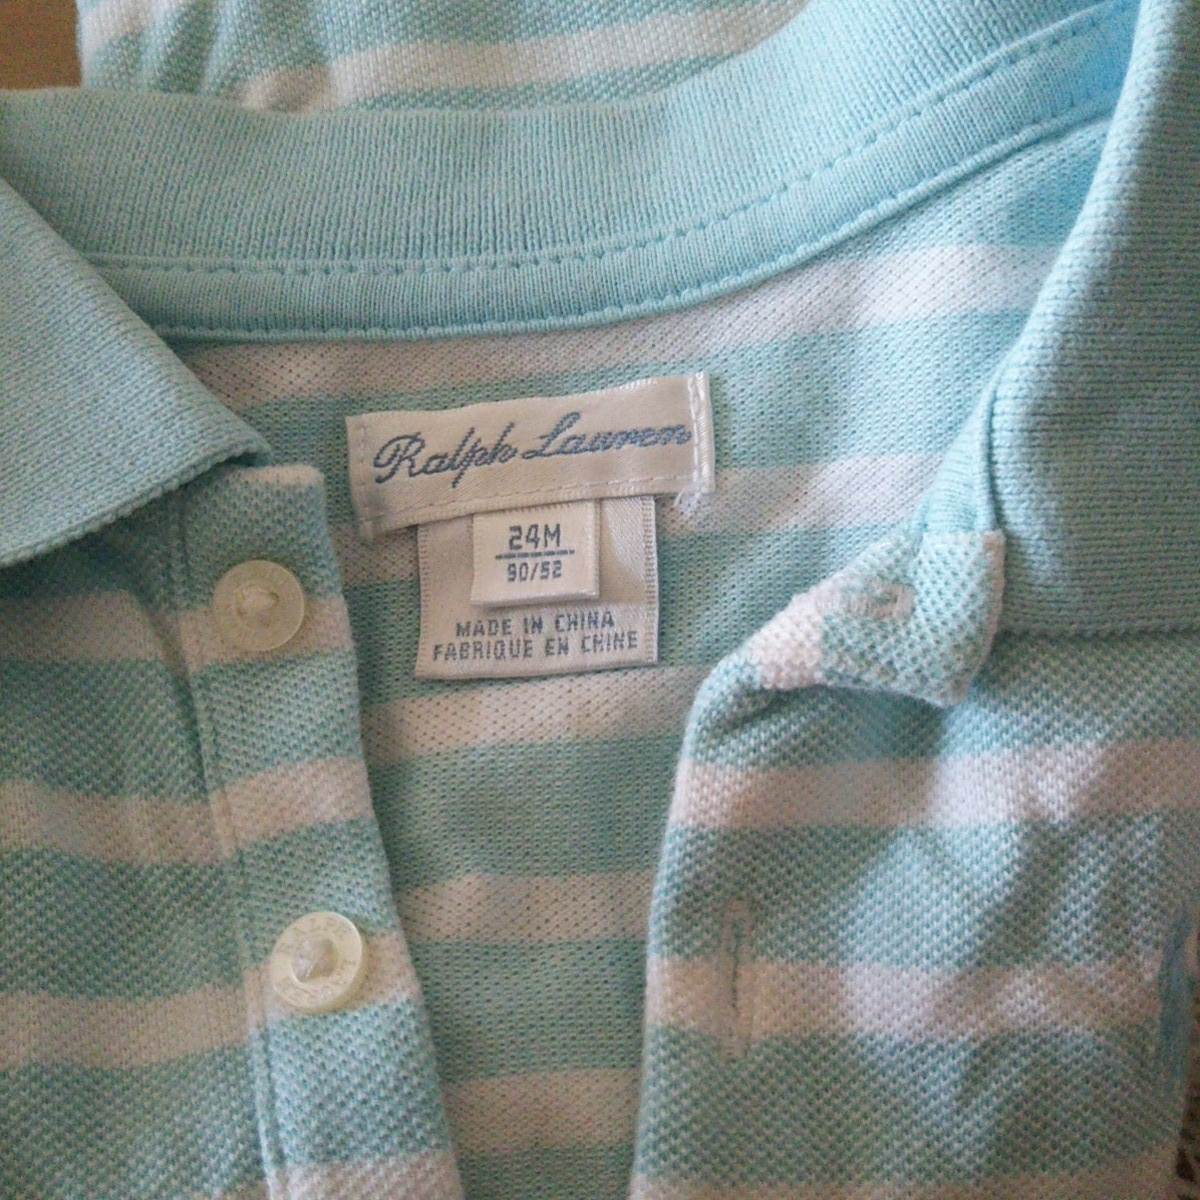 Ralph Lauren
24M
90/52
MADE IN CHINA
FABRIQUE EN CHINE